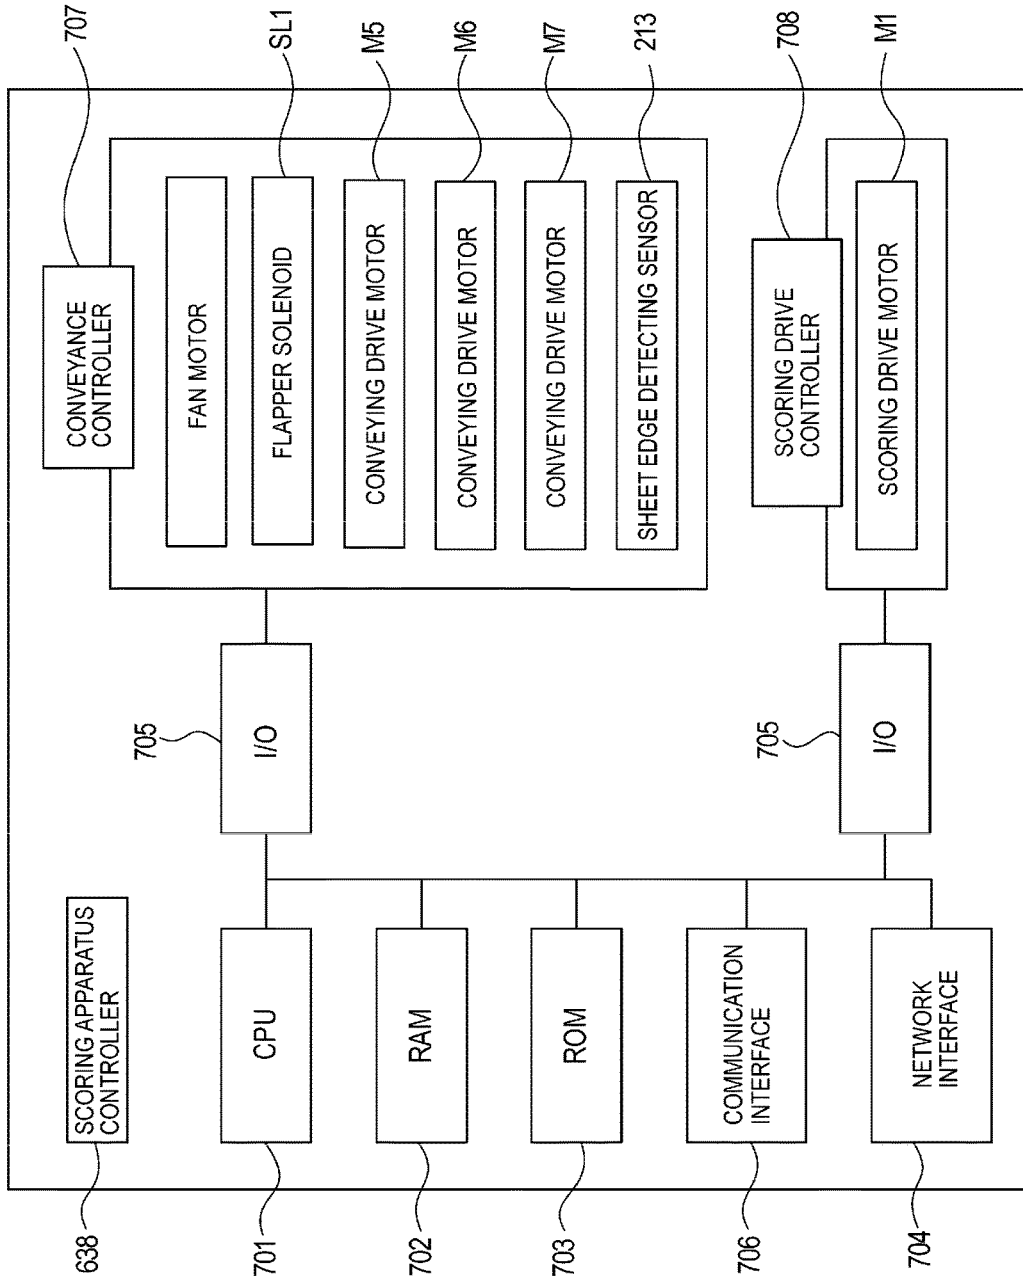 638
SCORING APPARATUS
CONTROLLER
701
CPU
702
RAM
703
ROM
706
COMMUNICATION
INTERFACE
704
NETWORK
INTERFACE
705
I/O
705
I/O
CONVEYANCE
CONTROLLER
707
FAN MOTOR
FLAPPER SOLENOID
SL1
CONVEYING DRIVE MOTOR
M5
CONVEYING DRIVE MOTOR
M6
CONVEYING DRIVE MOTOR
M7
SHEET EDGE DETECTING SENSOR
213
SCORING DRIVE
CONTROLLER
708
SCORING DRIVE MOTOR
M1